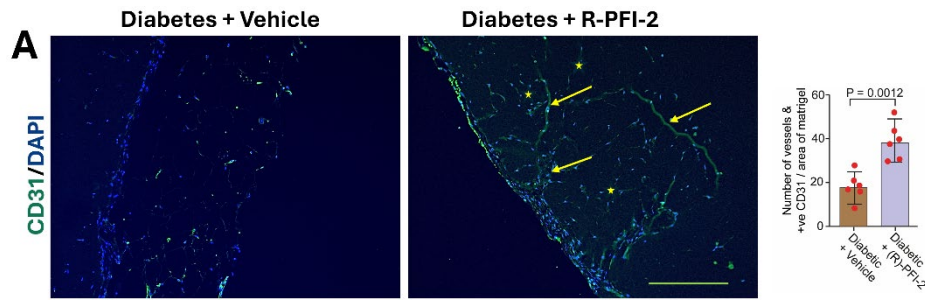 Diabetes + Vehicle
Diabetes + R-PFI-2
A
CD31/DAPI
Number of vessels &
+ve CD31 / area of matrigel
60
40
20
0
P = 0.0012
Diabetic
+ Vehicle
Diabetic
+ (R)-PFI-2